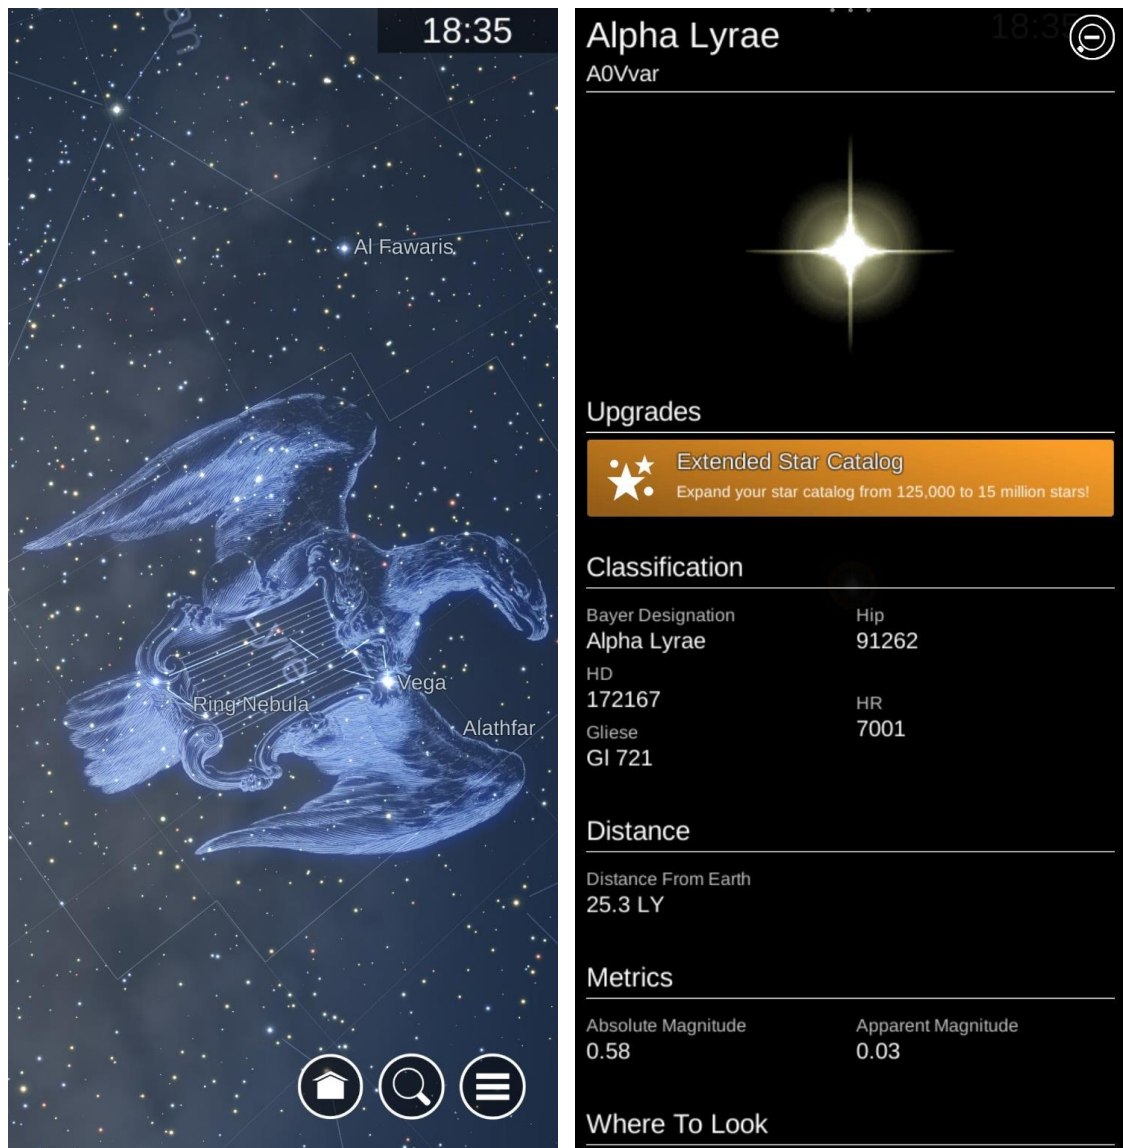 18:35
Al Fawaris
Lyre
Ring Nebula
Vega
Alathfar
18:35
Alpha Lyrae
A0Vvar
Upgrades
Extended Star Catalog
Expand your star catalog from 125,000 to 15 million stars!
Classification
Bayer Designation
Alpha Lyrae
Hip
91262
HD
172167
HR
7001
Gliese
Gl 721
Distance
Distance From Earth
25.3 LY
Metrics
Absolute Magnitude
0.58
Apparent Magnitude
0.03
Where To Look